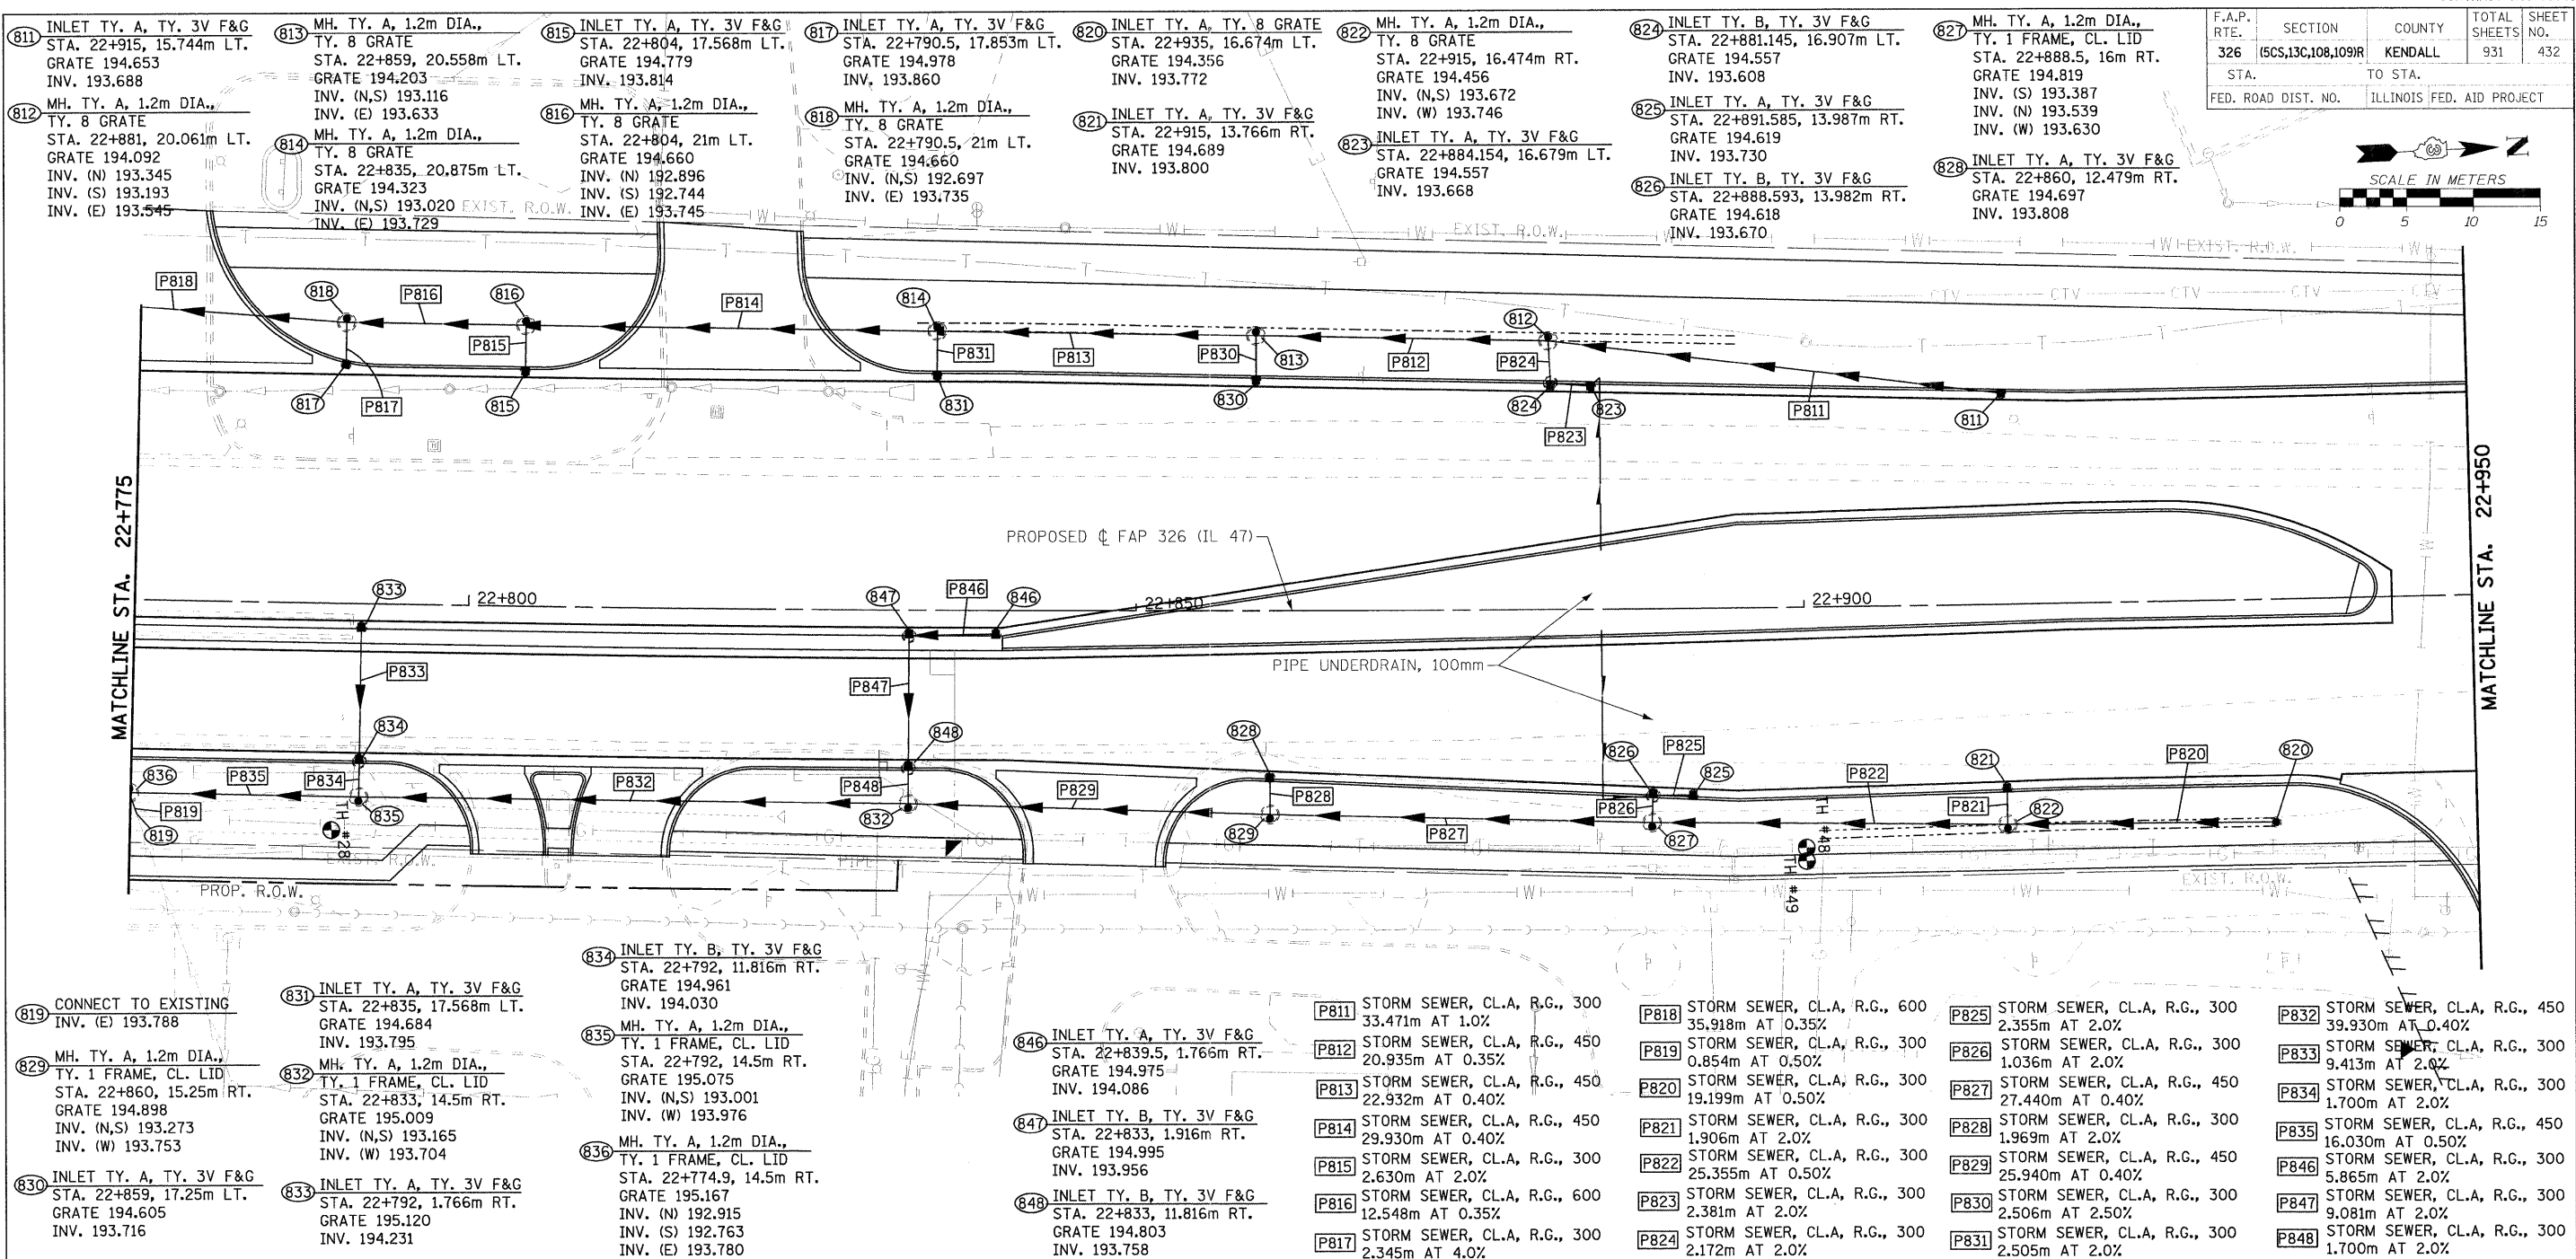 811 INLET TY. A, TY. 3V F&G
STA. 22+915, 15.744m LT.
GRATE 194.653
INV. 193.688
812 MH. TY. A, 1.2m DIA.,
TY. 8 GRATE
STA. 22+881, 20.061m LT.
GRATE 194.092
INV. (N) 193.345
INV. (S) 193.193
INV. (E) 193.545
813 MH. TY. A, 1.2m DIA.,
TY. 8 GRATE
STA. 22+859, 20.558m LT.
GRATE 194.203
INV. (N,S) 193.116
INV. (E) 193.633
814 MH. TY. A, 1.2m DIA.,
TY. 8 GRATE
STA. 22+835, 20.875m LT.
GRATE 194.323
INV. (N,S) 193.020
INV. (E) 193.729
815 INLET TY. A, TY. 3V F&G
STA. 22+804, 17.568m LT.
GRATE 194.779
INV. 193.814
816 MH. TY. A, 1.2m DIA.,
TY. 8 GRATE
STA. 22+804, 21m LT.
GRATE 194.660
INV. (N) 192.896
INV. (S) 192.744
INV. (E) 193.745
817 INLET TY. A, TY. 3V F&G
STA. 22+790.5, 17.853m LT.
GRATE 194.978
INV. 193.860
818 MH. TY. A, 1.2m DIA.,
TY. 8 GRATE
STA. 22+790.5, 21m LT.
GRATE 194.660
INV. (N,S) 192.697
INV. (E) 193.735
820 INLET TY. A, TY. 8 GRATE
STA. 22+935, 16.674m LT.
GRATE 194.356
INV. 193.772
821 INLET TY. A, TY. 3V F&G
STA. 22+915, 13.766m RT.
GRATE 194.689
INV. 193.800
822 MH. TY. A, 1.2m DIA.,
TY. 8 GRATE
STA. 22+915, 16.474m RT.
GRATE 194.456
INV. (N,S) 193.672
INV. (W) 193.746
823 INLET TY. A, TY. 3V F&G
STA. 22+884.154, 16.679m LT.
GRATE 194.557
INV. 193.668
824 INLET TY. B, TY. 3V F&G
STA. 22+881.145, 16.907m LT.
GRATE 194.557
INV. 193.608
825 INLET TY. A, TY. 3V F&G
STA. 22+891.585, 13.987m RT.
GRATE 194.619
INV. 193.730
826 INLET TY. B, TY. 3V F&G
STA. 22+888.593, 13.982m RT.
GRATE 194.618
INV. 193.670
827 MH. TY. A, 1.2m DIA.,
TY. 1 FRAME, CL. LID
STA. 22+888.5, 16m RT.
GRATE 194.819
INV. (S) 193.387
INV. (N) 193.539
INV. (W) 193.630
828 INLET TY. A, TY. 3V F&G
STA. 22+860, 12.479m RT.
GRATE 194.697
INV. 193.808
F.A.P. RTE. SECTION COUNTY TOTAL SHEETS SHEET NO.
326 (5CS,13C,108,109)R KENDALL 931 432
STA. TO STA.
FED. ROAD DIST. NO. ILLINOIS FED. AID PROJECT
N
SCALE IN METERS
0 5 10 15
EXIST. R.O.W. W W W EXIST. R.O.W. W W EXIST. R.O.W. W
T T T T T T T T
CTV CTV CTV CTV CTV
P818 818 P816 816 P814 814 812
P815 P831 P813 P830 813 P812 P824
817 P817 815 831 830 824 P823 823 P811 811
MATCHLINE STA. 22+775
MATCHLINE STA. 22+950
PROPOSED ℄ FAP 326 (IL 47)
833 22+800 847 P846 846 22+850 22+900
PIPE UNDERDRAIN, 100mm
P833 P847
834 848 828 826 P825 825 821 P820 820
836 P835 P834 P832 P848 P829 P828 P826 P822 P821 822
P819 819 835 832 829 P827 827
TH #28 TH #48 TH #49
EXIST. R.O.W. PIPE
PROP. R.O.W. W W W W EXIST. R.O.W. W
819 CONNECT TO EXISTING
INV. (E) 193.788
829 MH. TY. A, 1.2m DIA.,
TY. 1 FRAME, CL. LID
STA. 22+860, 15.25m RT.
GRATE 194.898
INV. (N,S) 193.273
INV. (W) 193.753
830 INLET TY. A, TY. 3V F&G
STA. 22+859, 17.25m LT.
GRATE 194.605
INV. 193.716
831 INLET TY. A, TY. 3V F&G
STA. 22+835, 17.568m LT.
GRATE 194.684
INV. 193.795
832 MH. TY. A, 1.2m DIA.,
TY. 1 FRAME, CL. LID
STA. 22+833, 14.5m RT.
GRATE 195.009
INV. (N,S) 193.165
INV. (W) 193.704
833 INLET TY. A, TY. 3V F&G
STA. 22+792, 1.766m RT.
GRATE 195.120
INV. 194.231
834 INLET TY. B, TY. 3V F&G
STA. 22+792, 11.816m RT.
GRATE 194.961
INV. 194.030
835 MH. TY. A, 1.2m DIA.,
TY. 1 FRAME, CL. LID
STA. 22+792, 14.5m RT.
GRATE 195.075
INV. (N,S) 193.001
INV. (W) 193.976
836 MH. TY. A, 1.2m DIA.,
TY. 1 FRAME, CL. LID
STA. 22+774.9, 14.5m RT.
GRATE 195.167
INV. (N) 192.915
INV. (S) 192.763
INV. (E) 193.780
846 INLET TY. A, TY. 3V F&G
STA. 22+839.5, 1.766m RT.
GRATE 194.975
INV. 194.086
847 INLET TY. B, TY. 3V F&G
STA. 22+833, 1.916m RT.
GRATE 194.995
INV. 193.956
848 INLET TY. B, TY. 3V F&G
STA. 22+833, 11.816m RT.
GRATE 194.803
INV. 193.758
P811 STORM SEWER, CL.A, R.G., 300
33.471m AT 1.0%
P812 STORM SEWER, CL.A, R.G., 450
20.935m AT 0.35%
P813 STORM SEWER, CL.A, R.G., 450
22.932m AT 0.40%
P814 STORM SEWER, CL.A, R.G., 450
29.930m AT 0.40%
P815 STORM SEWER, CL.A, R.G., 300
2.630m AT 2.0%
P816 STORM SEWER, CL.A, R.G., 600
12.548m AT 0.35%
P817 STORM SEWER, CL.A, R.G., 300
2.345m AT 4.0%
P818 STORM SEWER, CL.A, R.G., 600
35.918m AT 0.35%
P819 STORM SEWER, CL.A, R.G., 300
0.854m AT 0.50%
P820 STORM SEWER, CL.A, R.G., 300
19.199m AT 0.50%
P821 STORM SEWER, CL.A, R.G., 300
1.906m AT 2.0%
P822 STORM SEWER, CL.A, R.G., 300
25.355m AT 0.50%
P823 STORM SEWER, CL.A, R.G., 300
2.381m AT 2.0%
P824 STORM SEWER, CL.A, R.G., 300
2.172m AT 2.0%
P825 STORM SEWER, CL.A, R.G., 300
2.355m AT 2.0%
P826 STORM SEWER, CL.A, R.G., 300
1.036m AT 2.0%
P827 STORM SEWER, CL.A, R.G., 450
27.440m AT 0.40%
P828 STORM SEWER, CL.A, R.G., 300
1.969m AT 2.0%
P829 STORM SEWER, CL.A, R.G., 450
25.940m AT 0.40%
P830 STORM SEWER, CL.A, R.G., 300
2.506m AT 2.50%
P831 STORM SEWER, CL.A, R.G., 300
2.505m AT 2.0%
P832 STORM SEWER, CL.A, R.G., 450
39.930m AT 0.40%
P833 STORM SEWER, CL.A, R.G., 300
9.413m AT 2.0%
P834 STORM SEWER, CL.A, R.G., 300
1.700m AT 2.0%
P835 STORM SEWER, CL.A, R.G., 450
16.030m AT 0.50%
P846 STORM SEWER, CL.A, R.G., 300
5.865m AT 2.0%
P847 STORM SEWER, CL.A, R.G., 300
9.081m AT 2.0%
P848 STORM SEWER, CL.A, R.G., 300
1.700m AT 2.0%